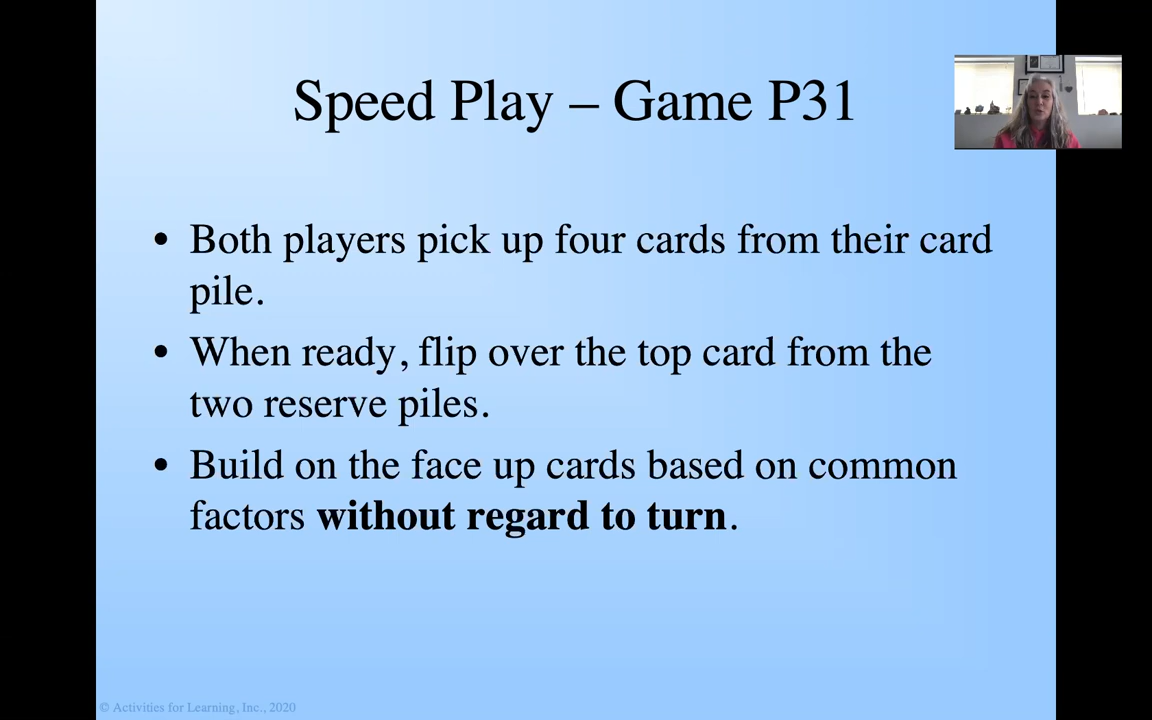 Speed Play – Game P31
• Both players pick up four cards from their card
pile.
• When ready, flip over the top card from the
two reserve piles.
• Build on the face up cards based on common
factors without regard to turn.
© Activities for Learning, Inc., 2020